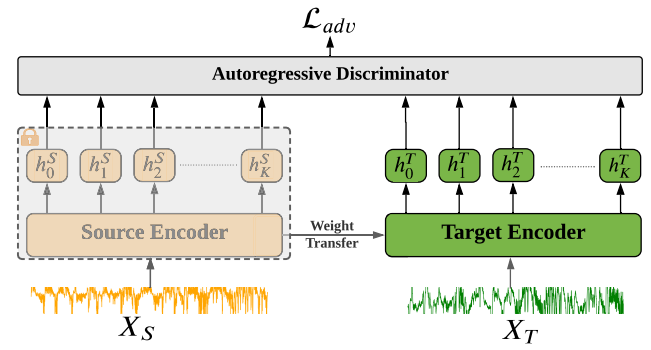 𝓛_adv
Autoregressive Discriminator
h_0^S h_1^S h_2^S h_K^S h_0^T h_1^T h_2^T h_K^T
Source Encoder Weight Transfer Target Encoder
X_S X_T